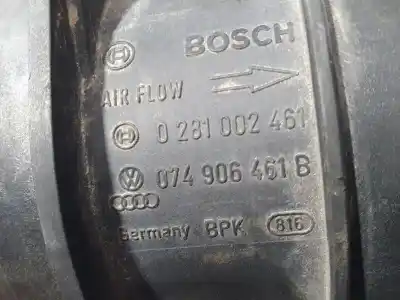 BOSCH
AIR FLOW
0 281 002 461
074 906 461 B
Germany BPK 816